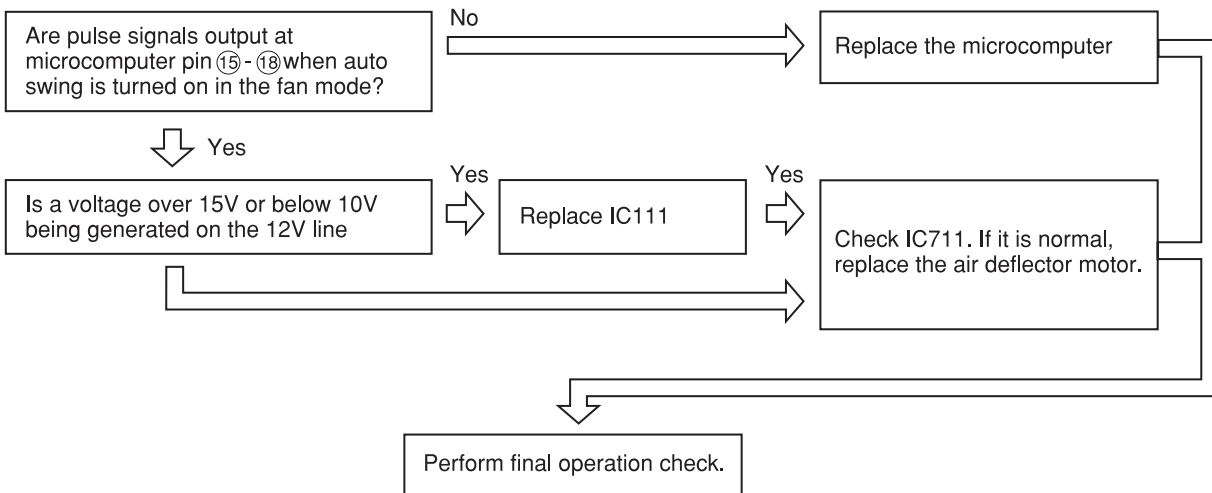 Are pulse signals output at
microcomputer pin ⑮ - ⑱ when auto
swing is turned on in the fan mode?
No
Replace the microcomputer
Yes
Is a voltage over 15V or below 10V
being generated on the 12V line
Yes
Replace IC111
Yes
Check IC711. If it is normal,
replace the air deflector motor.
Perform final operation check.